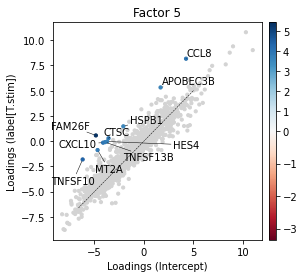 Factor 5
10.0
7.5
5.0
2.5
0.0
−2.5
−5.0
−7.5
Loadings (label[T.stim])
CCL8
APOBEC3B
HSPB1
FAM26F
CTSC
CXCL10
HES4
TNFSF13B
MT2A
TNFSF10
−5
0
5
10
Loadings (Intercept)
5
4
3
2
1
0
−1
−2
−3